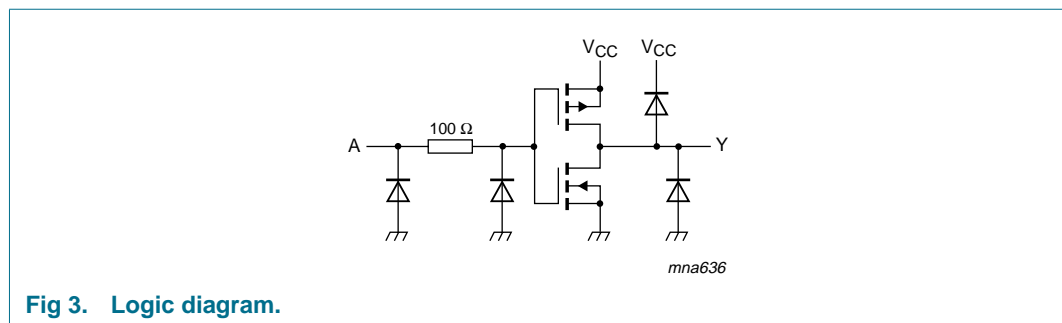 VCC VCC
100 Ω
A
Y
mna636
Fig 3. Logic diagram.